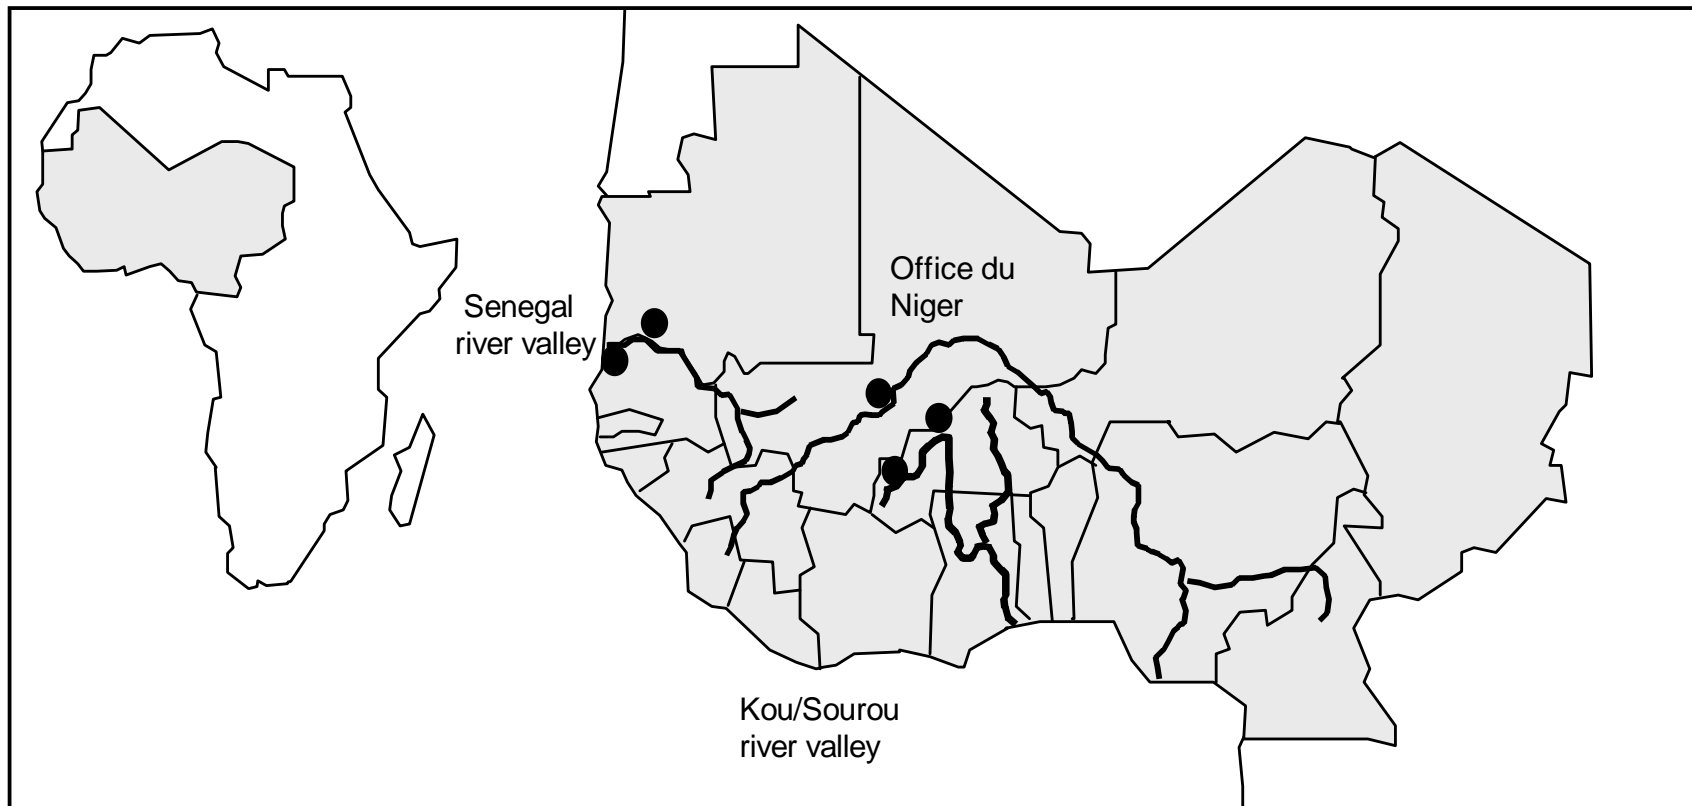 Office du
Niger
Senegal
river valley
Kou/Sourou
river valley